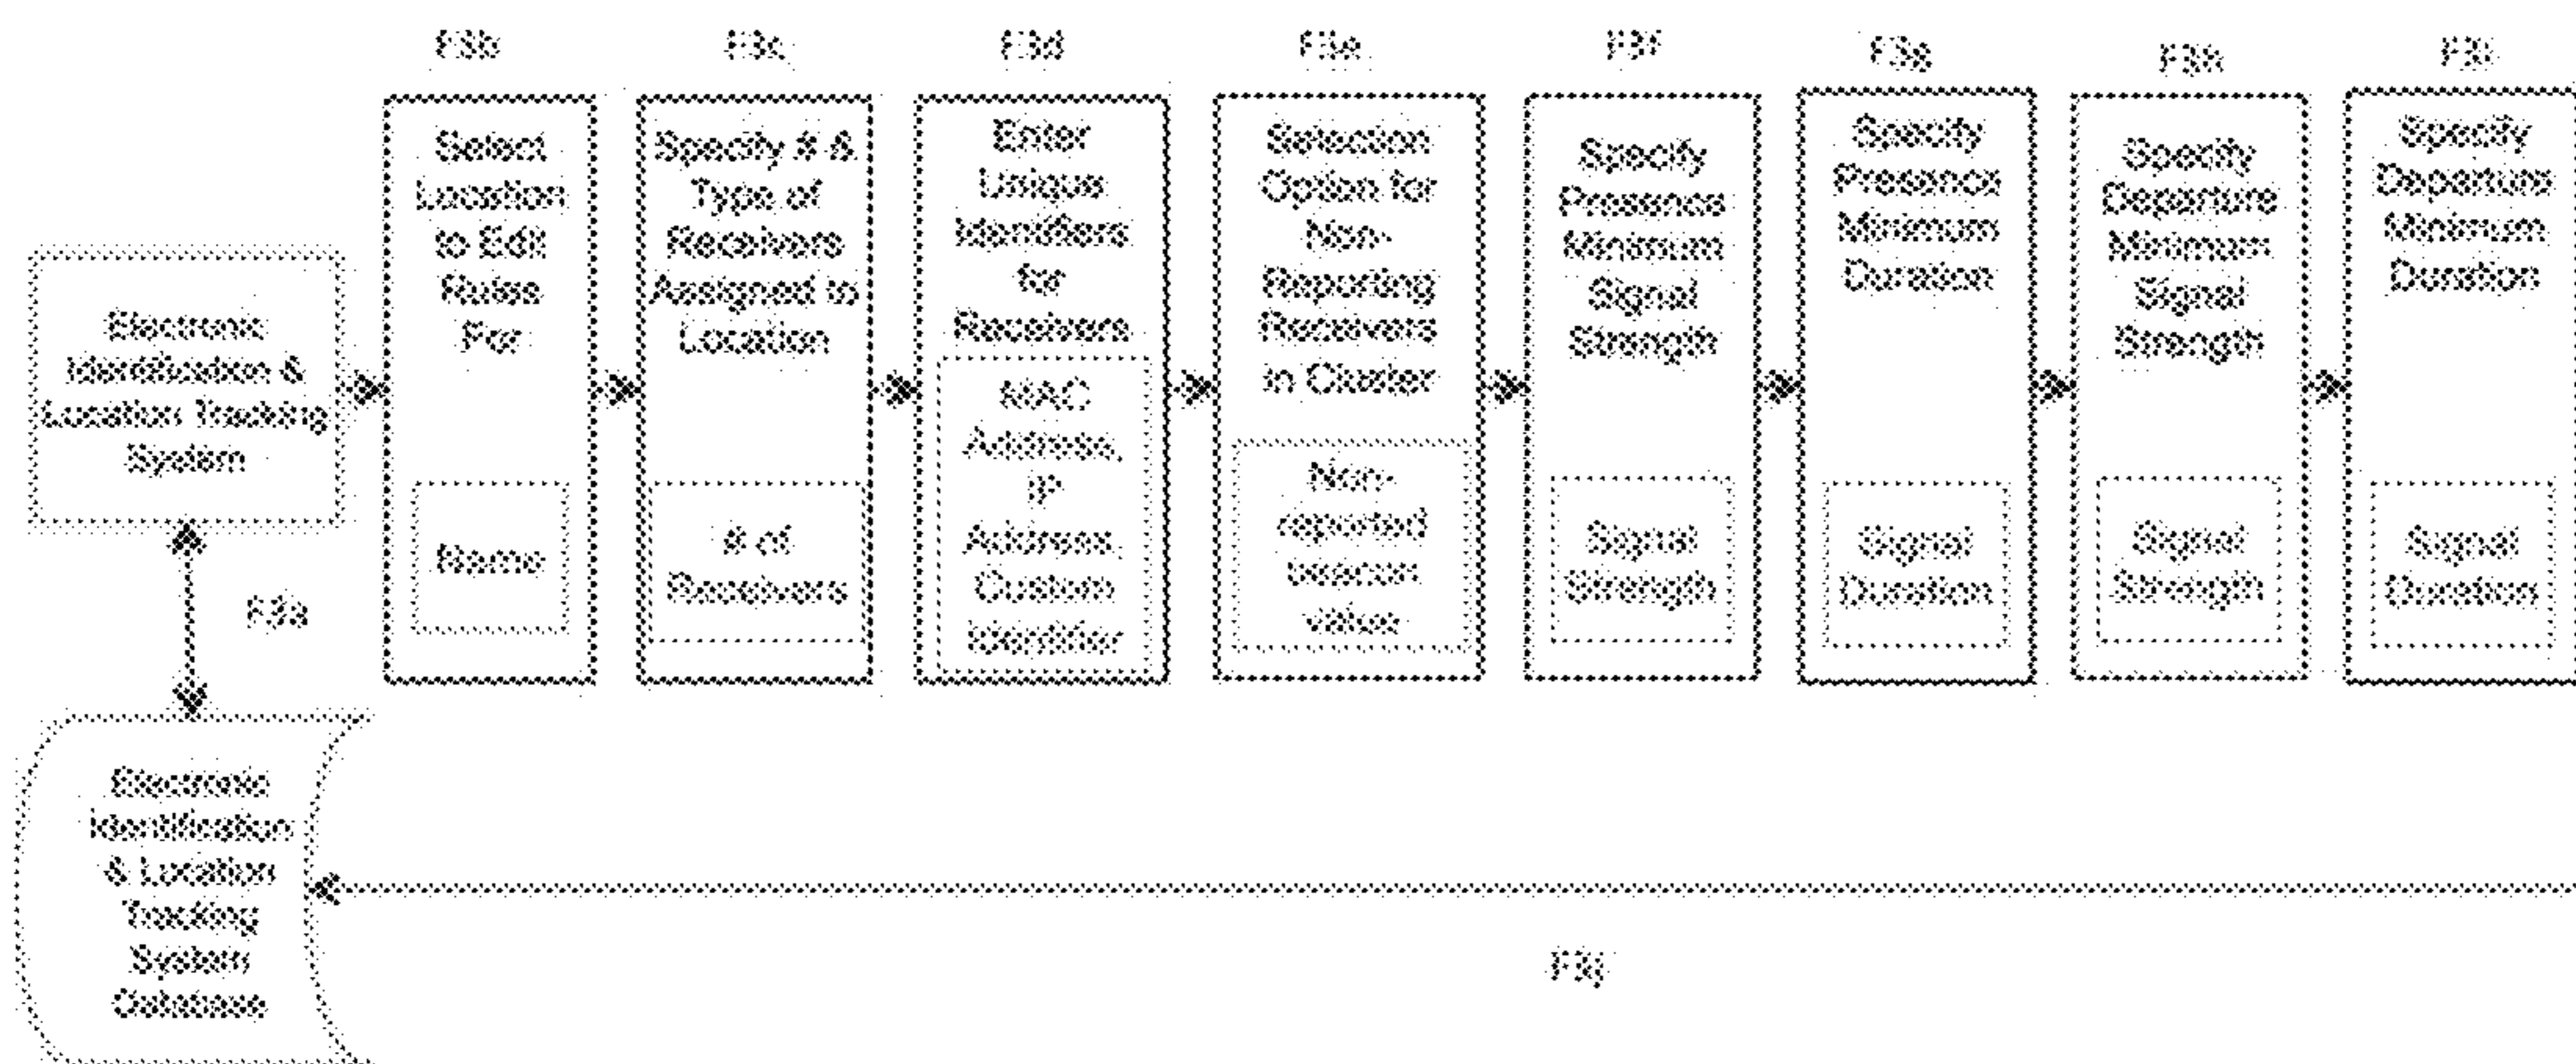 F3b
F3c
F3d
F3e
F3f
F3g
F3h
F3i
Electronic
Identification &
Location Tracking
System
F3a
Select
Location
to Edit
Rules
For
Name
Specify # &
Type of
Receivers
Assigned to
Location
# of
Receivers
Enter
Unique
Identifiers
for
Receivers
MAC
Address,
IP
Address,
Custom
Identifier
Selection
Option for
Non-
Reporting
Receivers
in Cluster
Non-
reported
beacon
value
Specify
Presence
Minimum
Signal
Strength
Signal
Strength
Specify
Presence
Minimum
Duration
Signal
Duration
Specify
Departure
Minimum
Signal
Strength
Signal
Strength
Specify
Departure
Minimum
Duration
Signal
Duration
Electronic
Identification
& Location
Tracking
System
Database
F3j